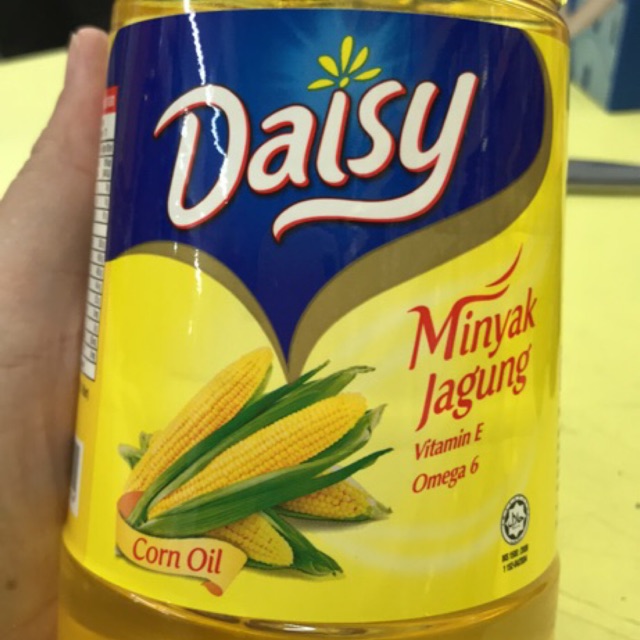 Daisy
Minyak
Jagung
Vitamin E
Omega 6
Corn Oil